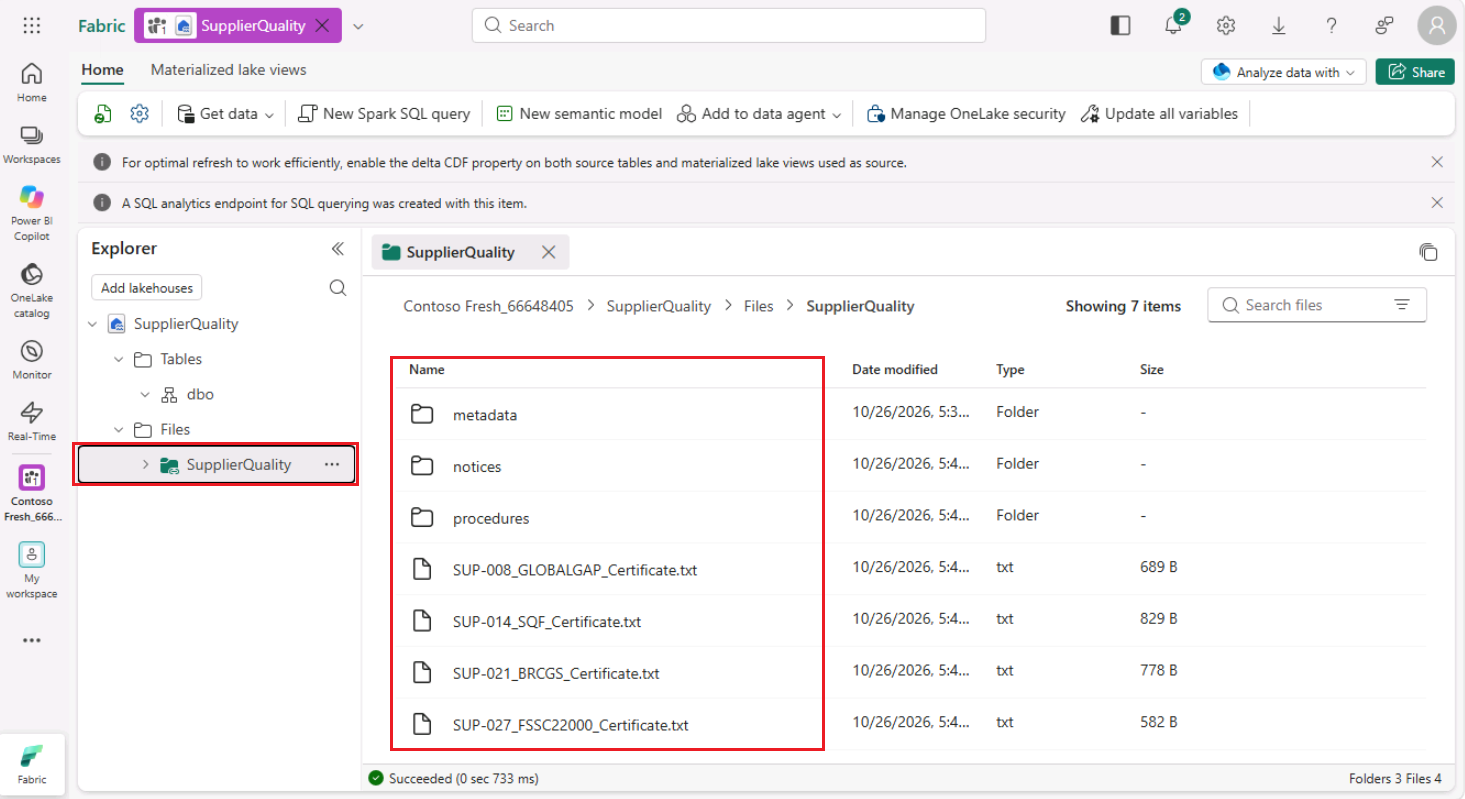 Fabric
SupplierQuality
Search
2
Home
Workspaces
Power BI
Copilot
OneLake
catalog
Monitor
Real-Time
Contoso
Fresh_666...
My
workspace
Fabric
Home Materialized lake views
Analyze data with
Share
Get data
New Spark SQL query
New semantic model
Add to data agent
Manage OneLake security
Update all variables
For optimal refresh to work efficiently, enable the delta CDF property on both source tables and materialized lake views used as source.
A SQL analytics endpoint for SQL querying was created with this item.
Explorer
Add lakehouses
SupplierQuality
Tables
dbo
Files
SupplierQuality
SupplierQuality
Contoso Fresh_66648405 > SupplierQuality > Files > SupplierQuality
Showing 7 items
Search files
Name Date modified Type Size
metadata 10/26/2026, 5:3... Folder -
notices 10/26/2026, 5:4... Folder -
procedures 10/26/2026, 5:4... Folder -
SUP-008_GLOBALGAP_Certificate.txt 10/26/2026, 5:4... txt 689 B
SUP-014_SQF_Certificate.txt 10/26/2026, 5:4... txt 829 B
SUP-021_BRCGS_Certificate.txt 10/26/2026, 5:4... txt 778 B
SUP-027_FSSC22000_Certificate.txt 10/26/2026, 5:4... txt 582 B
Succeeded (0 sec 733 ms)
Folders 3 Files 4